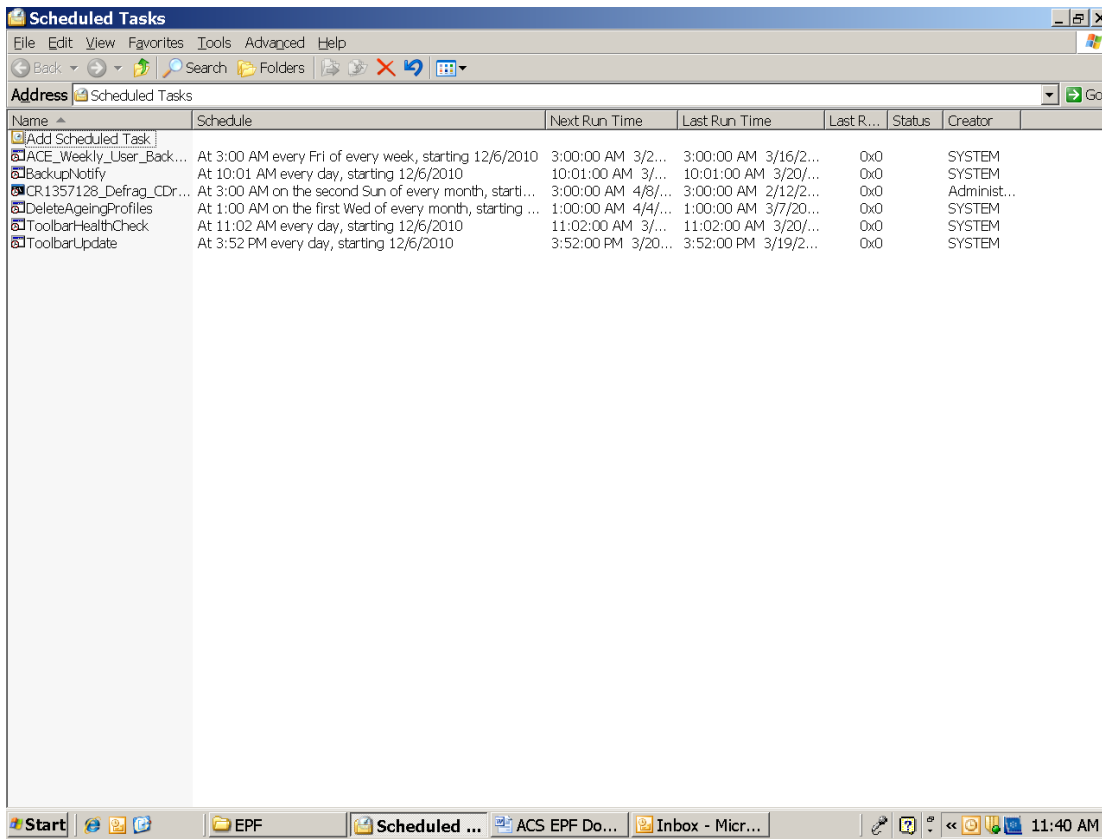 Scheduled Tasks
File Edit View Favorites Tools Advanced Help
Back Search Folders
Address Scheduled Tasks Go
Name Schedule Next Run Time Last Run Time Last R... Status Creator
Add Scheduled Task
ACE_Weekly_User_Back... At 3:00 AM every Fri of every week, starting 12/6/2010 3:00:00 AM 3/2... 3:00:00 AM 3/16/2... 0x0 SYSTEM
BackupNotify At 10:01 AM every day, starting 12/6/2010 10:01:00 AM 3/... 10:01:00 AM 3/20/... 0x0 SYSTEM
CR1357128_Defrag_CDr... At 3:00 AM on the second Sun of every month, starti... 3:00:00 AM 4/8/... 3:00:00 AM 2/12/2... 0x0 Administ...
DeleteAgeingProfiles At 1:00 AM on the first Wed of every month, starting ... 1:00:00 AM 4/4/... 1:00:00 AM 3/7/20... 0x0 SYSTEM
ToolbarHealthCheck At 11:02 AM every day, starting 12/6/2010 11:02:00 AM 3/... 11:02:00 AM 3/20/... 0x0 SYSTEM
ToolbarUpdate At 3:52 PM every day, starting 12/6/2010 3:52:00 PM 3/20... 3:52:00 PM 3/19/2... 0x0 SYSTEM
Start EPF Scheduled ... ACS EPF Do... Inbox - Micr... 11:40 AM